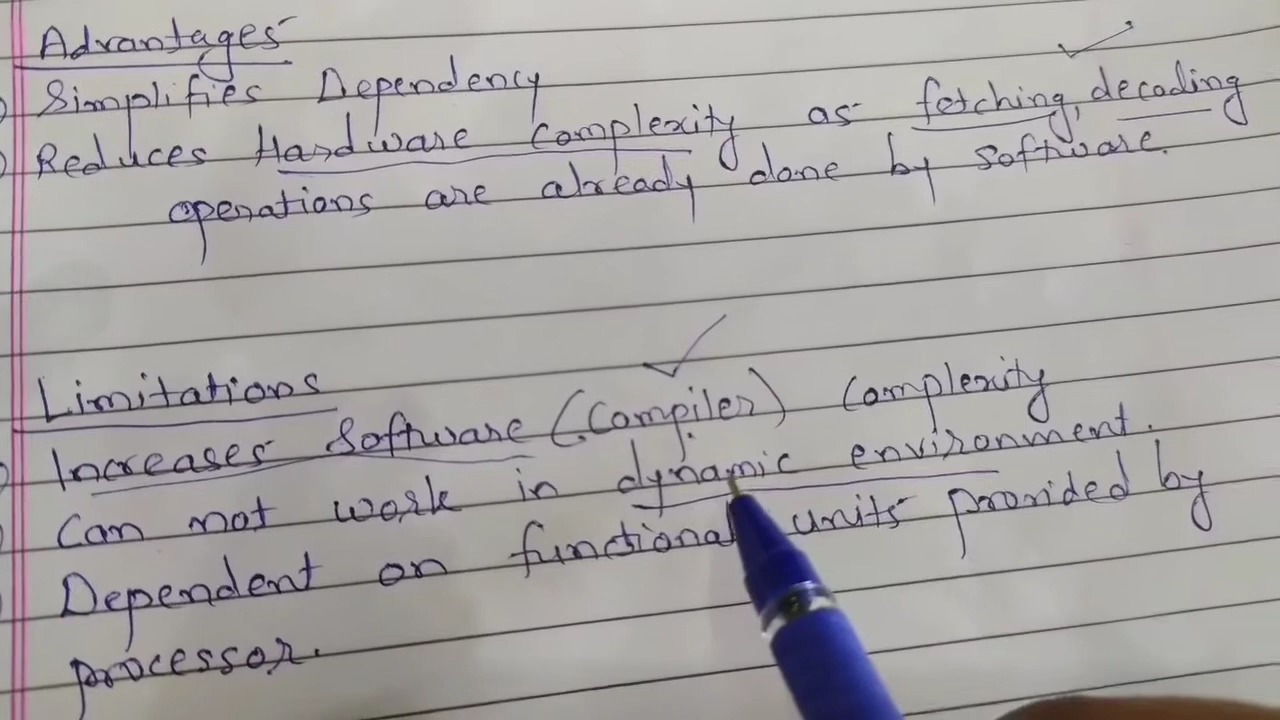 Advantages
Simplifies Dependency
Reduces Hardware Complexity as fetching, decoding
operations are already done by software.
Limitations
Increases Software (Compiler) Complexity
Can not work in dynamic environment.
Dependent on functional units provided by
processor.